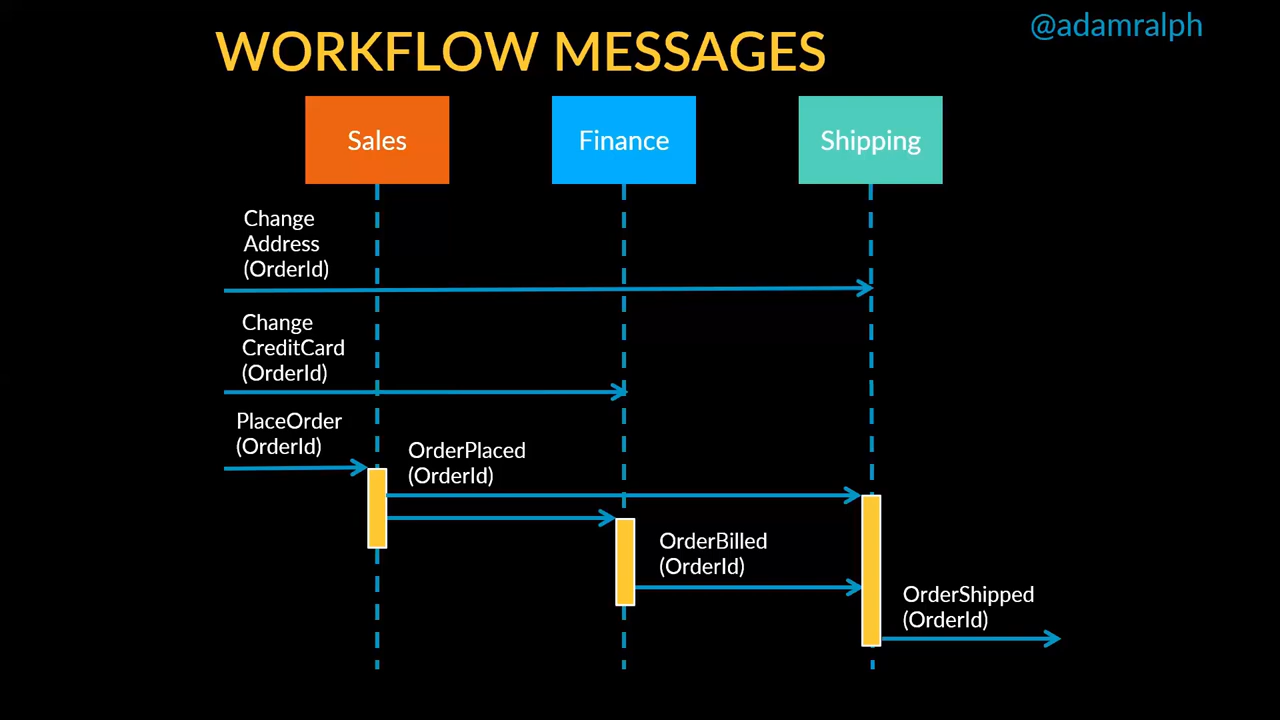 @adamralph
WORKFLOW MESSAGES
Sales
Finance
Shipping
Change
Address
(OrderId)
Change
CreditCard
(OrderId)
PlaceOrder
(OrderId)
OrderPlaced
(OrderId)
OrderBilled
(OrderId)
OrderShipped
(OrderId)